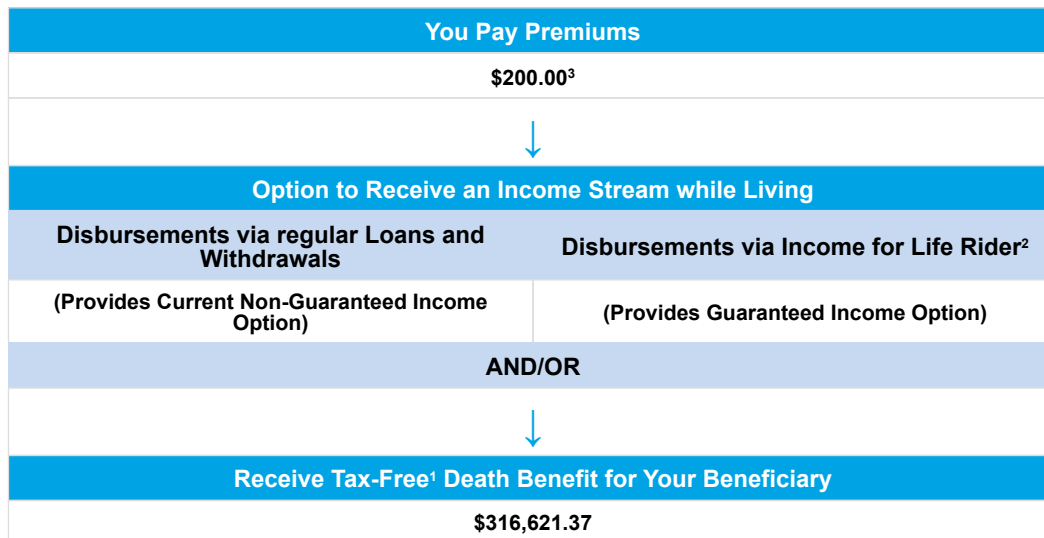 You Pay Premiums
$200.00³
↓
Option to Receive an Income Stream while Living
Disbursements via regular Loans and
Withdrawals
Disbursements via Income for Life Rider²
(Provides Current Non-Guaranteed Income
Option)
(Provides Guaranteed Income Option)
AND/OR
↓
Receive Tax-Free¹ Death Benefit for Your Beneficiary
$316,621.37